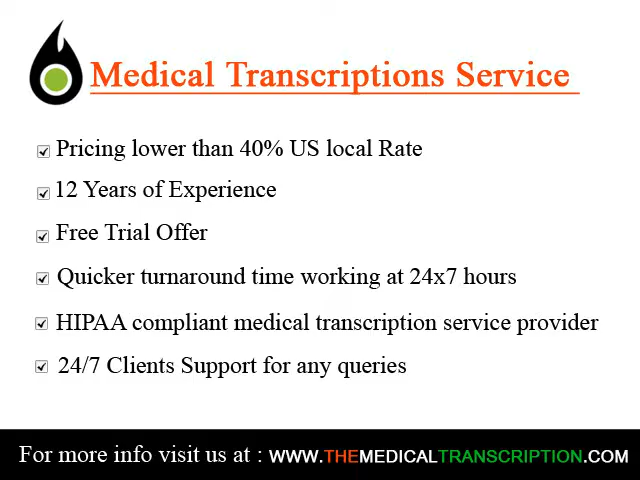 Medical Transcriptions Service
Pricing lower than 40% US local Rate
12 Years of Experience
Free Trial Offer
Quicker turnaround time working at 24x7 hours
HIPAA compliant medical transcription service provider
24/7 Clients Support for any queries
For more info visit us at : WWW.THEMEDICALTRANSCRIPTION.COM